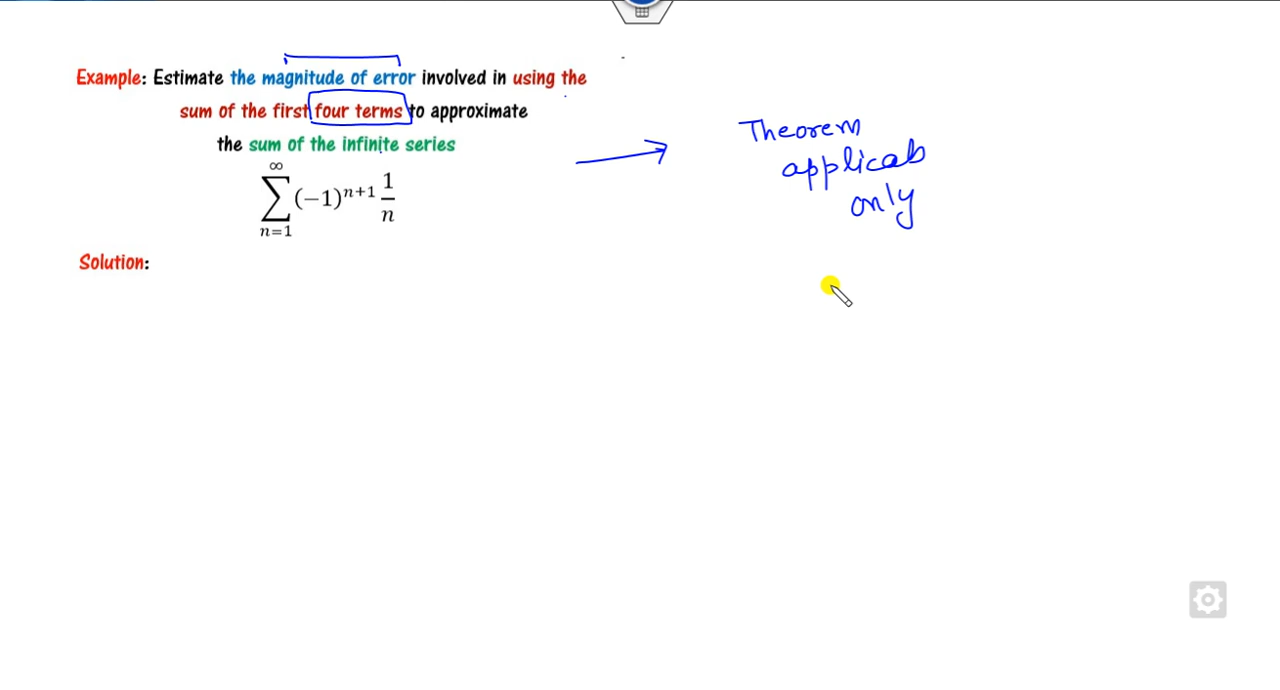 Example: Estimate the magnitude of error involved in using the
sum of the first four terms to approximate
the sum of the infinite series
∞
∑ (−1)ⁿ⁺¹ 1/n
n=1
Solution:
Theorem
applicab
only